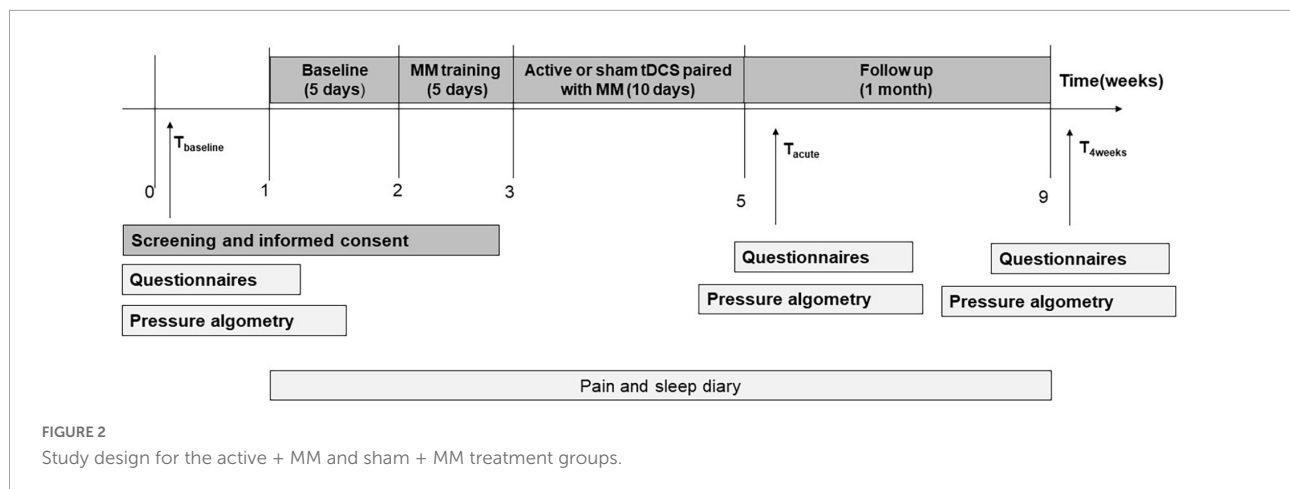 Baseline
(5 days)
MM training
(5 days)
Active or sham tDCS paired
with MM (10 days)
Follow up
(1 month)
Time(weeks)
Tbaseline
Tacute
T4weeks
0
1
2
3
5
9
Screening and informed consent
Questionnaires
Pressure algometry
Questionnaires
Pressure algometry
Questionnaires
Pressure algometry
Pain and sleep diary
FIGURE 2
Study design for the active + MM and sham + MM treatment groups.